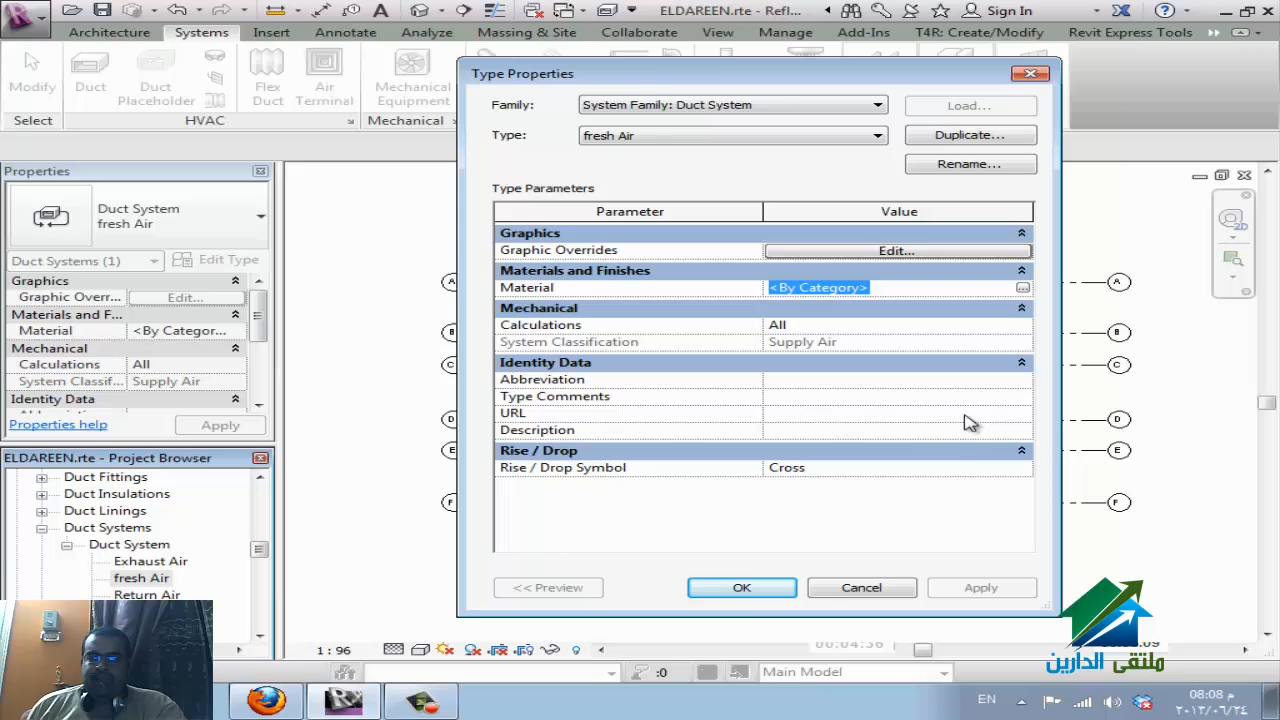 ELDAREEN.rte - Refl...
Sign In
Architecture Systems Insert Annotate Analyze Massing & Site Collaborate View Manage Add-Ins T4R: Create/Modify Revit Express Tools
Modify
Duct
Duct Placeholder
Flex Duct
Air Terminal
Mechanical Equipment
Select
HVAC
Mechanical
Properties
Duct System
fresh Air
Duct Systems (1)
Edit Type
Graphics
Graphic Overr... Edit...
Materials and F...
Material <By Categor...
Mechanical
Calculations All
System Classif... Supply Air
Identity Data
Properties help
Apply
ELDAREEN.rte - Project Browser
Duct Fittings
Duct Insulations
Duct Linings
Duct Systems
Duct System
Exhaust Air
fresh Air
Return Air
Type Properties
Family: System Family: Duct System Load...
Type: fresh Air Duplicate...
Rename...
Type Parameters
Parameter Value
Graphics
Graphic Overrides Edit...
Materials and Finishes
Material <By Category>
Mechanical
Calculations All
System Classification Supply Air
Identity Data
Abbreviation
Type Comments
URL
Description
Rise / Drop
Rise / Drop Symbol Cross
<< Preview OK Cancel Apply
A
B
C
D
E
F
A
B
C
D
E
F
2D
1 : 96
00:04:36
:0
Main Model
ملتقى الدارين
EN
08:08 م
٢٠١٣/٠٦/٢٤